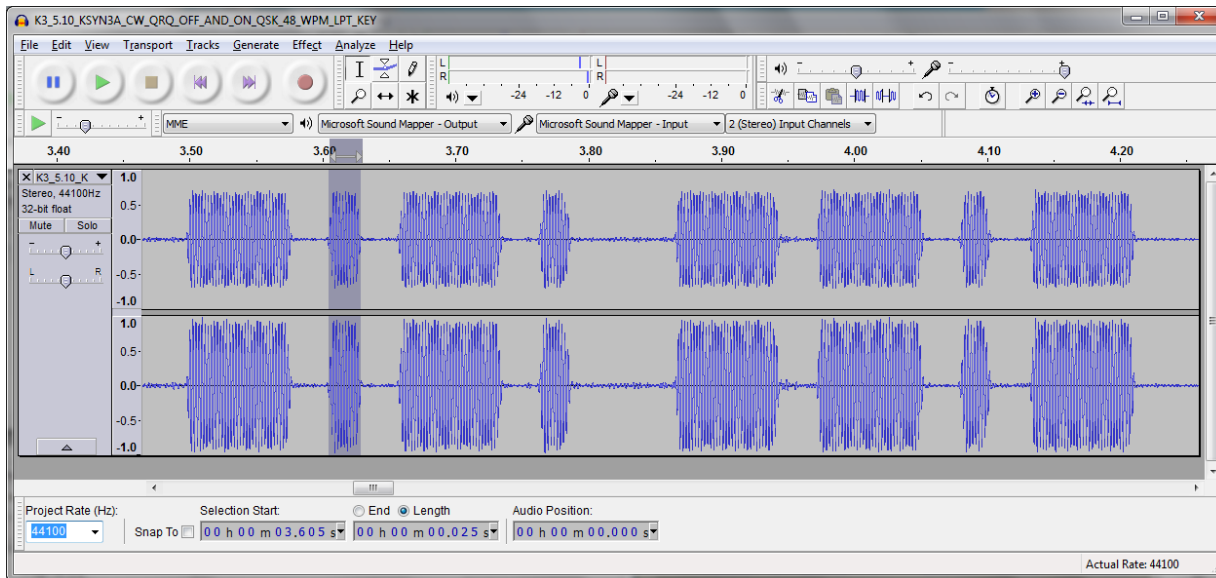 K3_5.10_KSYN3A_CW_QRQ_OFF_AND_ON_QSK_48_WPM_LPT_KEY
File Edit View Transport Tracks Generate Effect Analyze Help
L R
-24 -12 0
L R
-24 -12 0
- +
- +
- +
MME
Microsoft Sound Mapper - Output
Microsoft Sound Mapper - Input
2 (Stereo) Input Channels
3.40 3.50 3.60 3.70 3.80 3.90 4.00 4.10 4.20
K3_5.10_K
Stereo, 44100Hz
32-bit float
Mute Solo
- +
L R
1.0
0.5-
0.0-
-0.5-
-1.0
1.0
0.5-
0.0-
-0.5-
-1.0
Project Rate (Hz):
44100
Snap To
Selection Start:
00 h 00 m 03.605 s
End Length
00 h 00 m 00.025 s
Audio Position:
00 h 00 m 00.000 s
Actual Rate: 44100